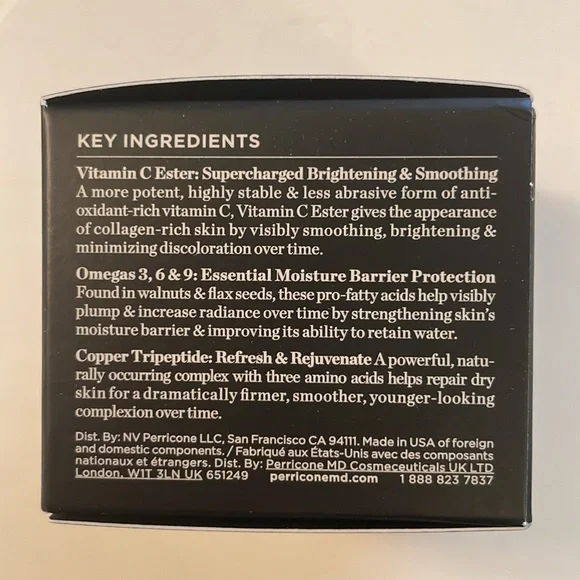 KEY INGREDIENTS
Vitamin C Ester: Supercharged Brightening & Smoothing
A more potent, highly stable & less abrasive form of anti-
oxidant-rich vitamin C, Vitamin C Ester gives the appearance
of collagen-rich skin by visibly smoothing, brightening &
minimizing discoloration over time.
Omegas 3, 6 & 9: Essential Moisture Barrier Protection
Found in walnuts & flax seeds, these pro-fatty acids help visibly
plump & increase radiance over time by strengthening skin's
moisture barrier & improving its ability to retain water.
Copper Tripeptide: Refresh & Rejuvenate A powerful, natu-
rally occurring complex with three amino acids helps repair dry
skin for a dramatically firmer, smoother, younger-looking
complexion over time.
Dist. By: NV Perricone LLC, San Francisco CA 94111. Made in USA of foreign
and domestic components. / Fabriqué aux États-Unis avec des composants
nationaux et étrangers. Dist. By: Perricone MD Cosmeceuticals UK LTD
London, W1T 3LN UK 651249 perriconemd.com 1 888 823 7837